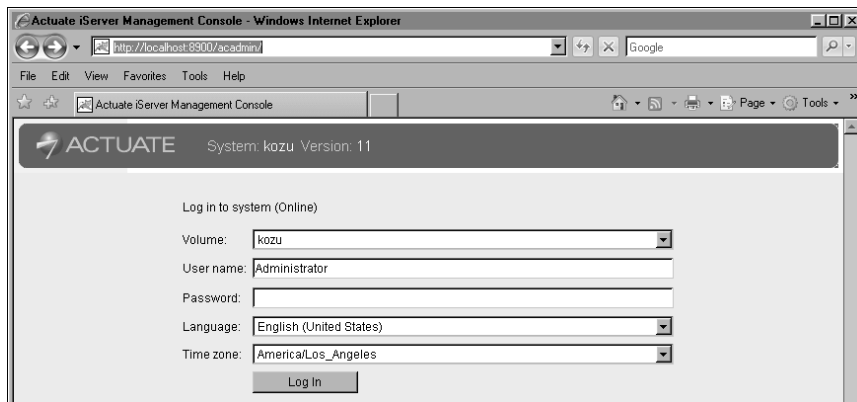 Actuate iServer Management Console - Windows Internet Explorer
http://localhost:8900/acadmin/
Google
File Edit View Favorites Tools Help
Actuate iServer Management Console
Page Tools
ACTUATE System: kozu Version: 11
Log in to system (Online)
Volume: kozu
User name: Administrator
Password:
Language: English (United States)
Time zone: America/Los_Angeles
Log In